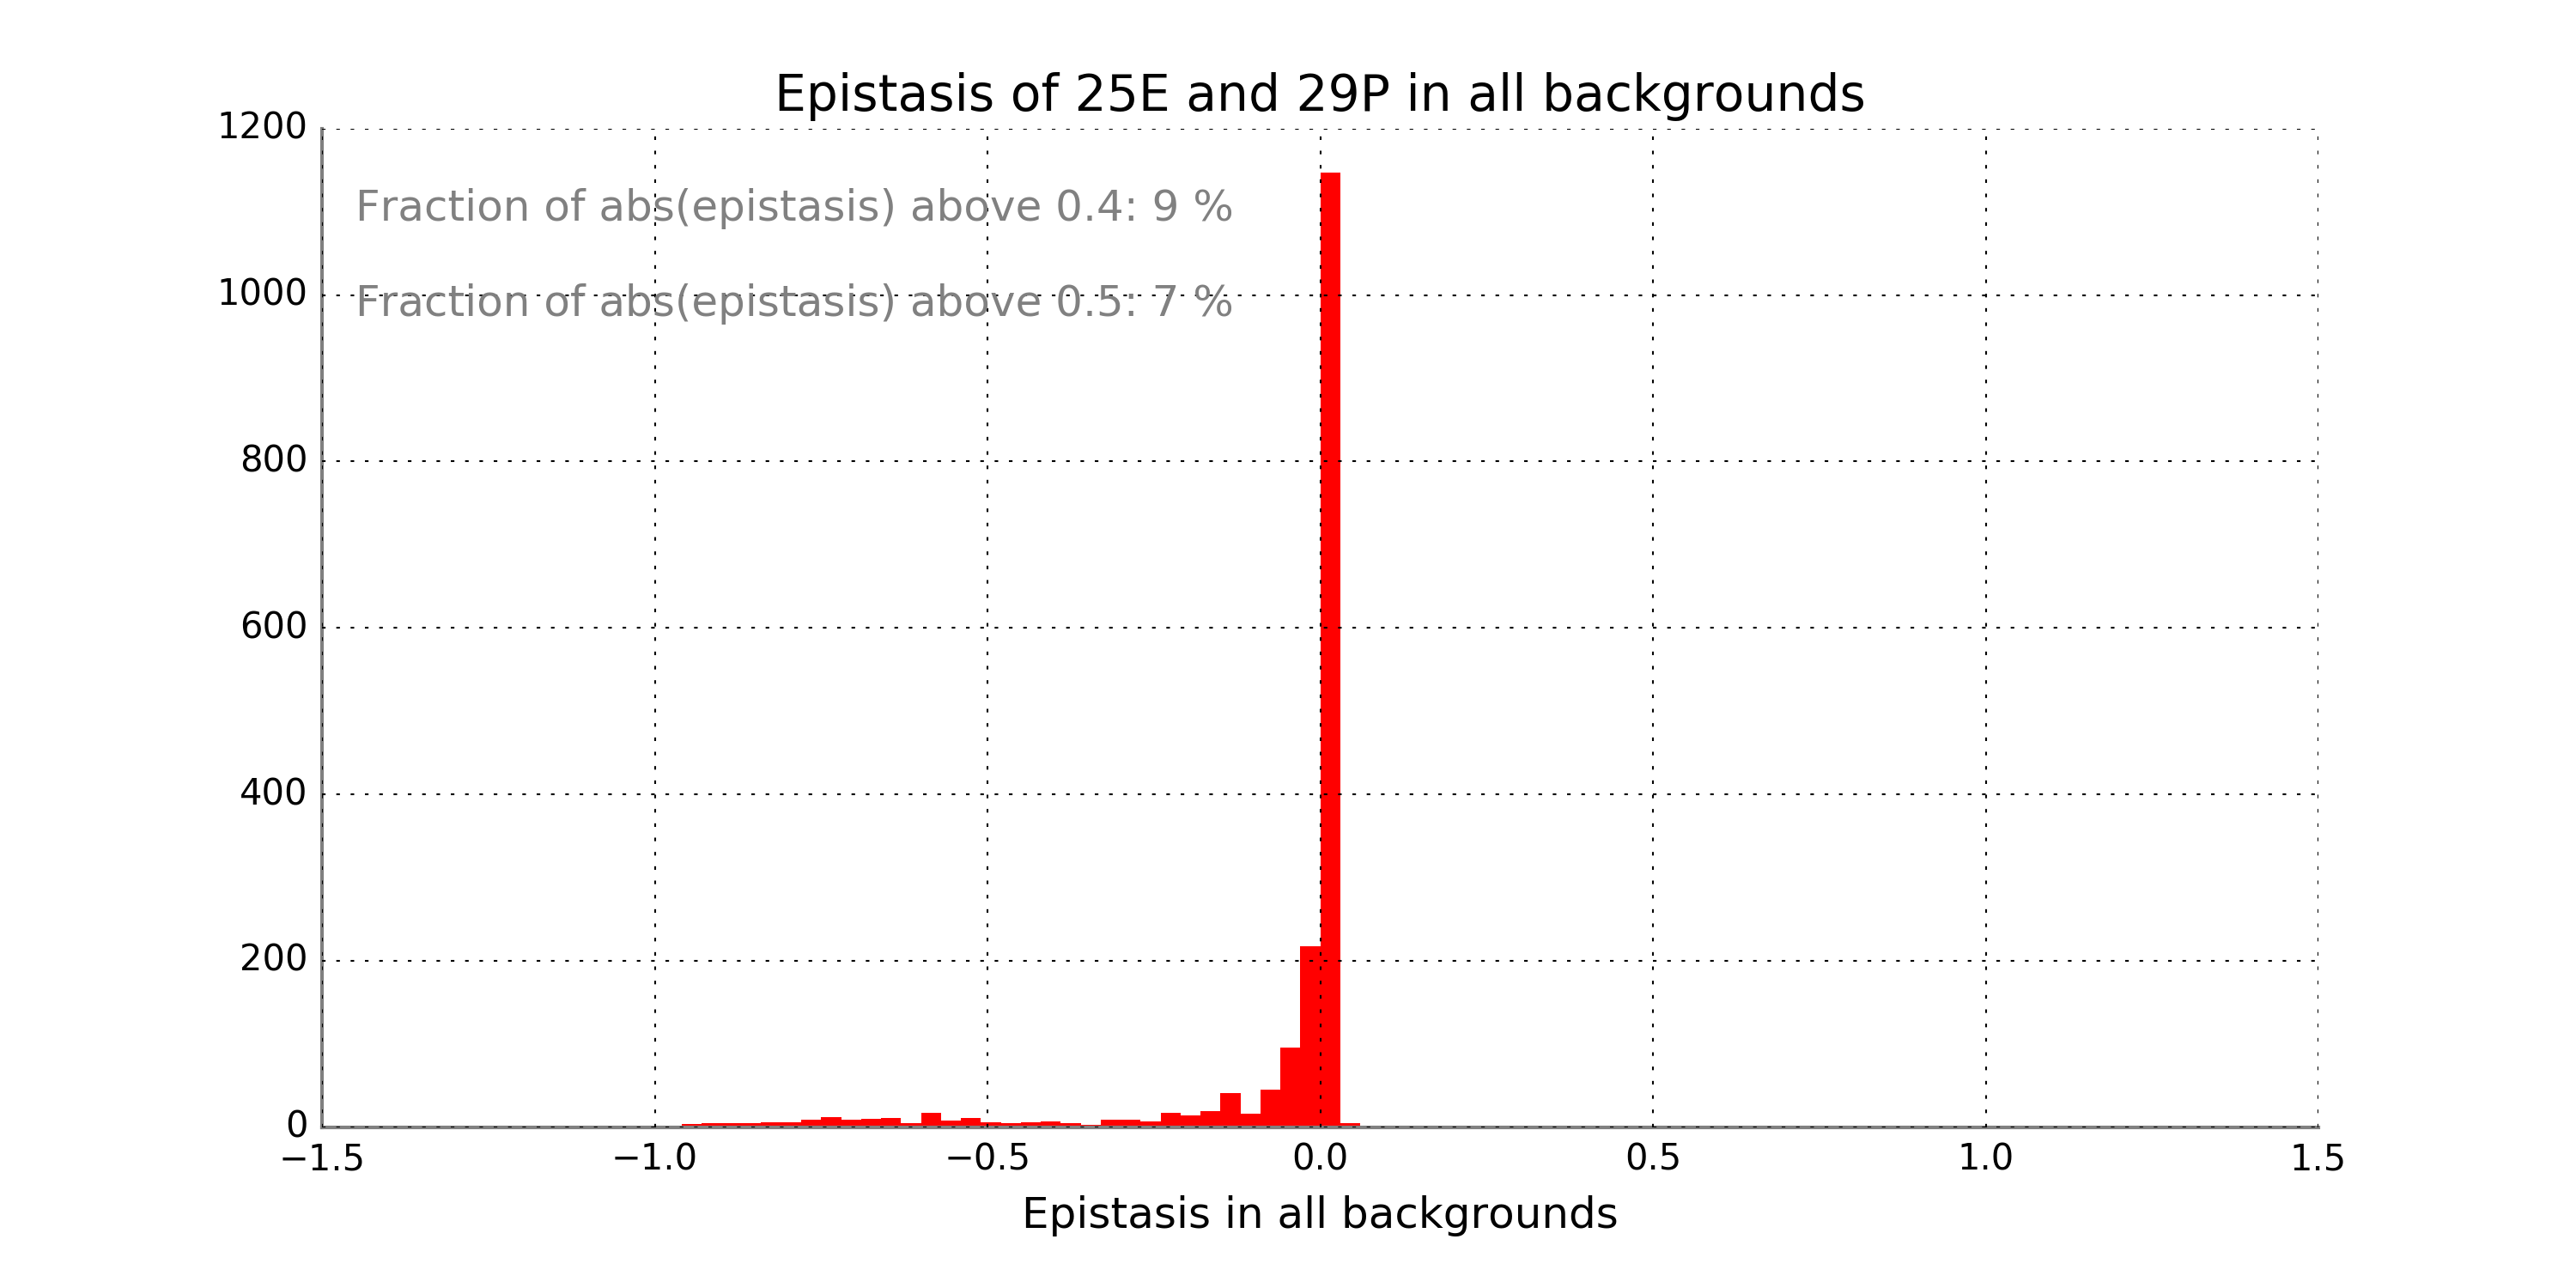 Epistasis of 25E and 29P in all backgrounds
1200
Fraction of abs(epistasis) above 0.4: 9 %
1000
Fraction of abs(epistasis) above 0.5: 7 %
800
600
400
200
0
−1.5 −1.0 −0.5 0.0 0.5 1.0 1.5
Epistasis in all backgrounds